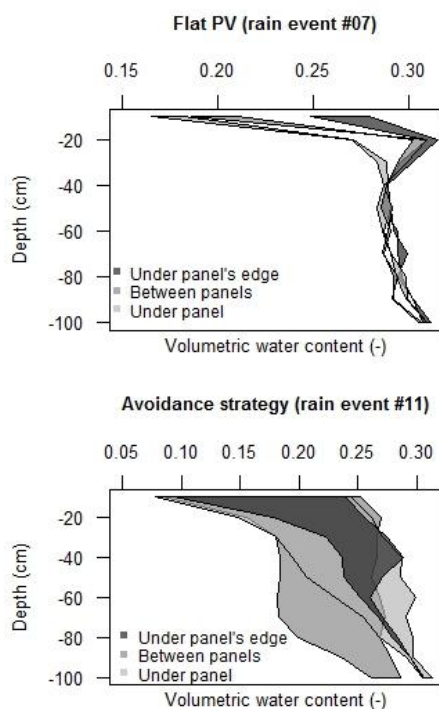 Flat PV (rain event #07)
0.15 0.20 0.25 0.30
Depth (cm)
-20
-40
-60
-80
-100
Under panel's edge
Between panels
Under panel
Volumetric water content (-)
Avoidance strategy (rain event #11)
0.05 0.10 0.15 0.20 0.25 0.30
Depth (cm)
-20
-40
-60
-80
-100
Under panel's edge
Between panels
Under panel
Volumetric water content (-)